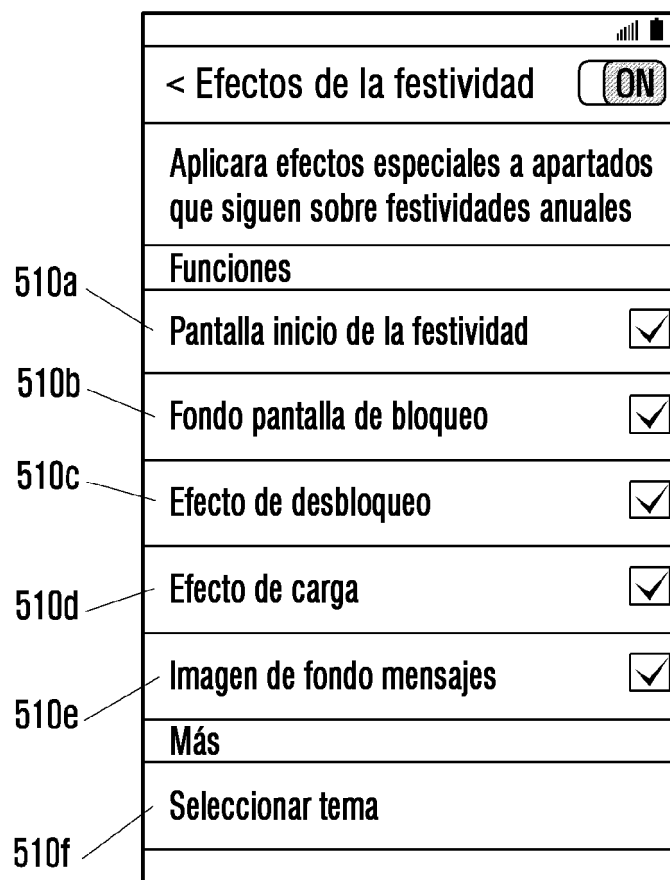 < Efectos de la festividad ON
Aplicara efectos especiales a apartados
que siguen sobre festividades anuales
Funciones
510a
Pantalla inicio de la festividad
510b
Fondo pantalla de bloqueo
510c
Efecto de desbloqueo
510d
Efecto de carga
510e
Imagen de fondo mensajes
Más
Seleccionar tema
510f